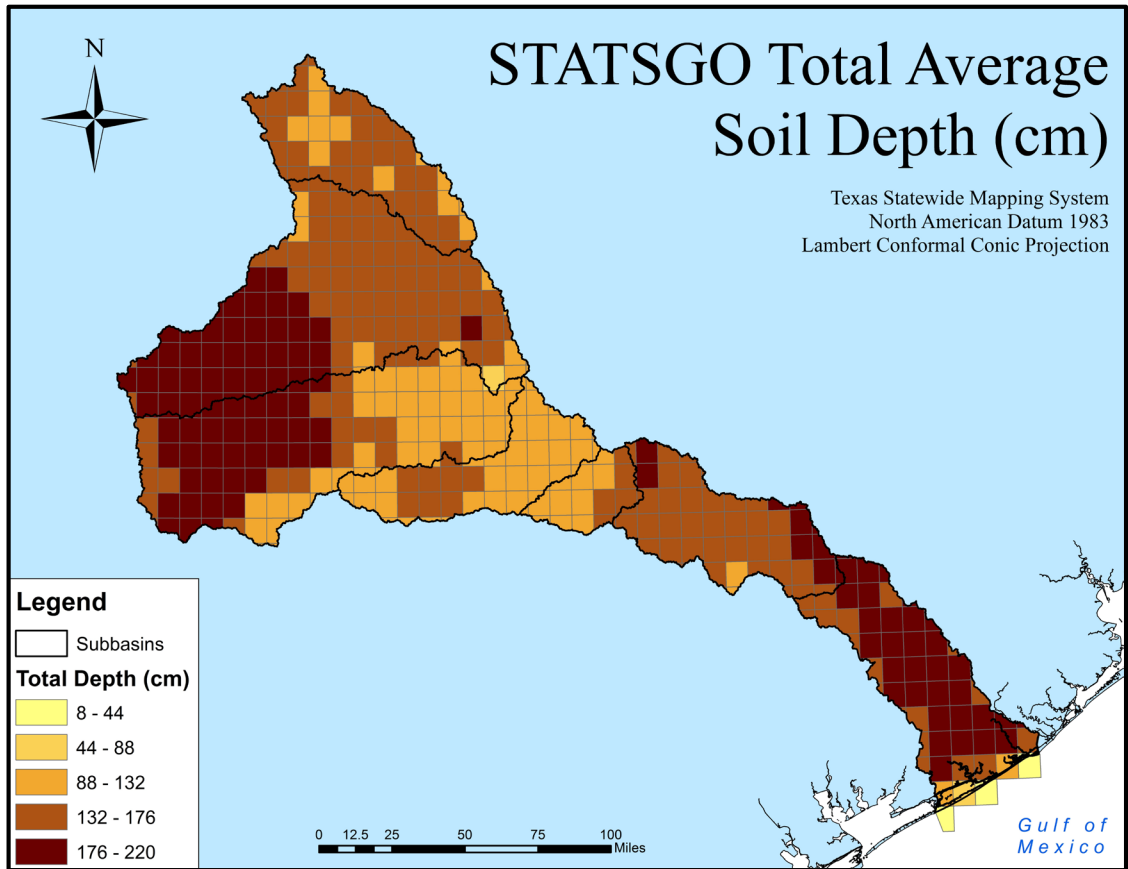 N
STATSGO Total Average
Soil Depth (cm)
Texas Statewide Mapping System
North American Datum 1983
Lambert Conformal Conic Projection
Legend
Subbasins
Total Depth (cm)
8 - 44
44 - 88
88 - 132
132 - 176
176 - 220
0 12.5 25 50 75 100
Miles
Gulf of
Mexico